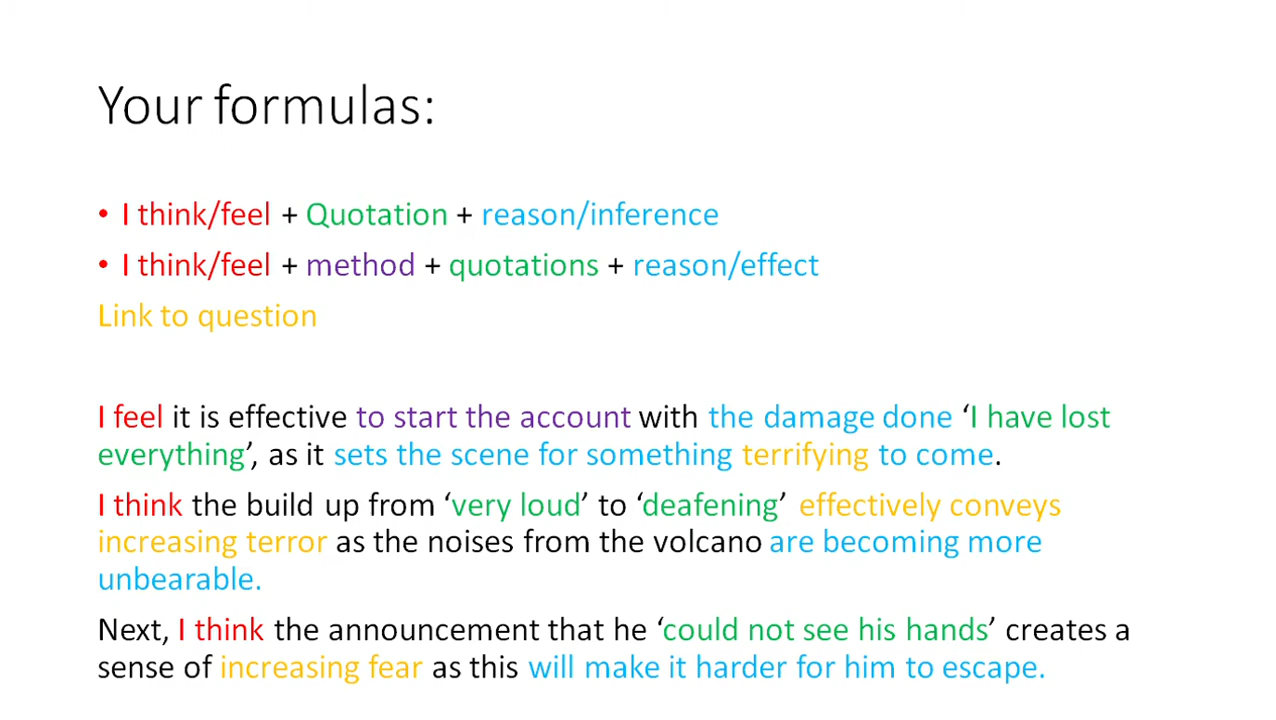 Your formulas:
• I think/feel + Quotation + reason/inference
• I think/feel + method + quotations + reason/effect
Link to question
I feel it is effective to start the account with the damage done ‘I have lost
everything’, as it sets the scene for something terrifying to come.
I think the build up from ‘very loud’ to ‘deafening’ effectively conveys
increasing terror as the noises from the volcano are becoming more
unbearable.
Next, I think the announcement that he ‘could not see his hands’ creates a
sense of increasing fear as this will make it harder for him to escape.